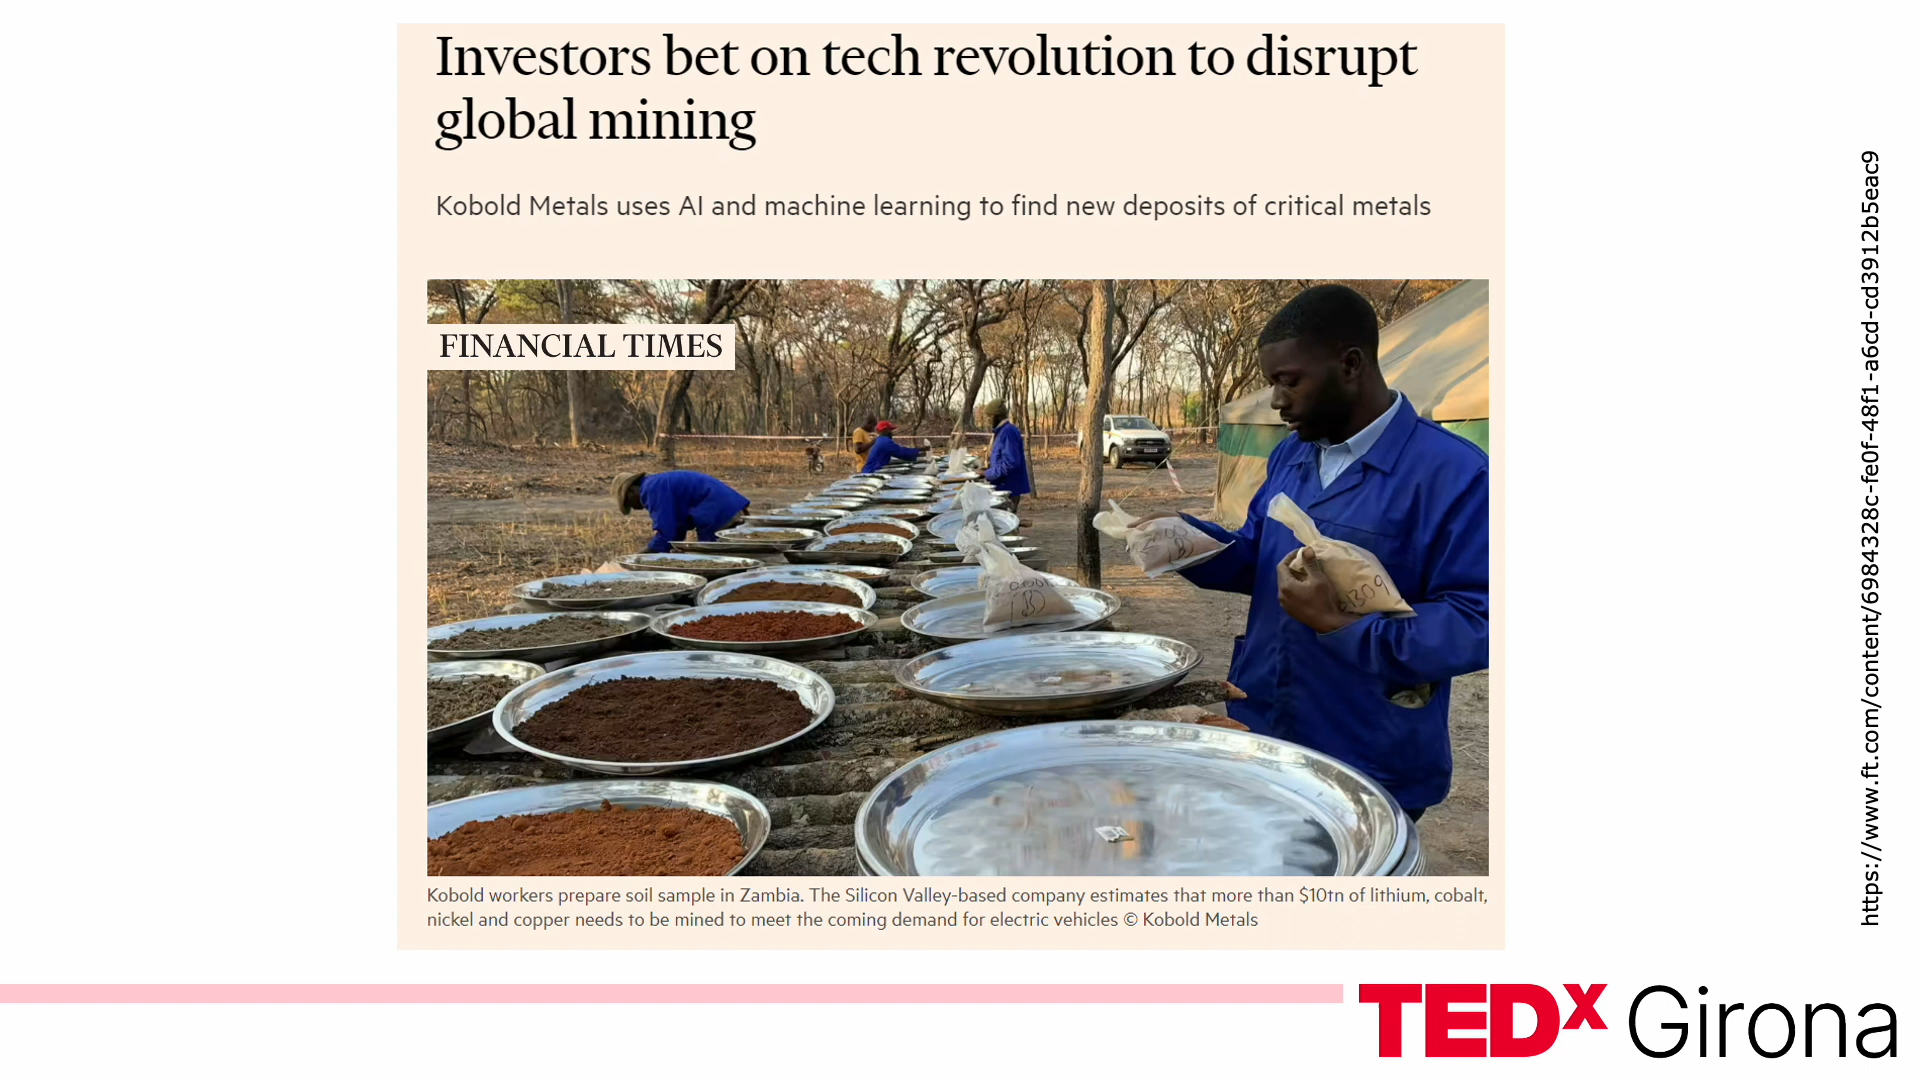 Investors bet on tech revolution to disrupt
global mining
Kobold Metals uses AI and machine learning to find new deposits of critical metals
FINANCIAL TIMES
Kobold workers prepare soil sample in Zambia. The Silicon Valley-based company estimates that more than $10tn of lithium, cobalt,
nickel and copper needs to be mined to meet the coming demand for electric vehicles © Kobold Metals
https://www.ft.com/content/6984328c-fe0f-48f1-a6cd-cd3912b5eac9
TEDx Girona